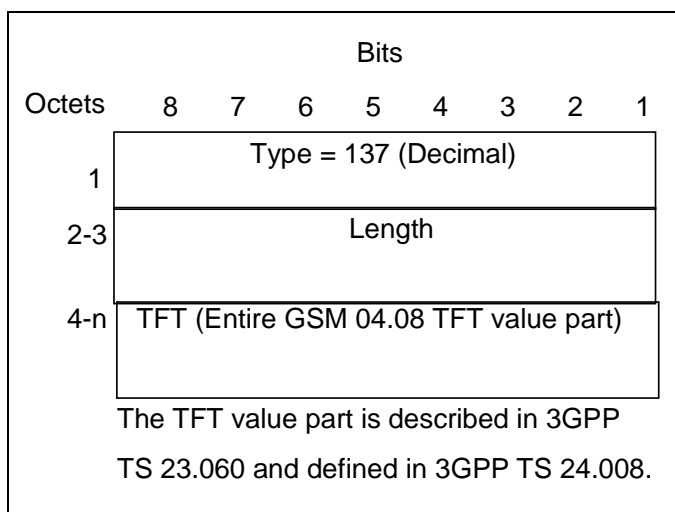 Bits
Octets 8 7 6 5 4 3 2 1
1 Type = 137 (Decimal)
2-3 Length
4-n TFT (Entire GSM 04.08 TFT value part)
The TFT value part is described in 3GPP
TS 23.060 and defined in 3GPP TS 24.008.